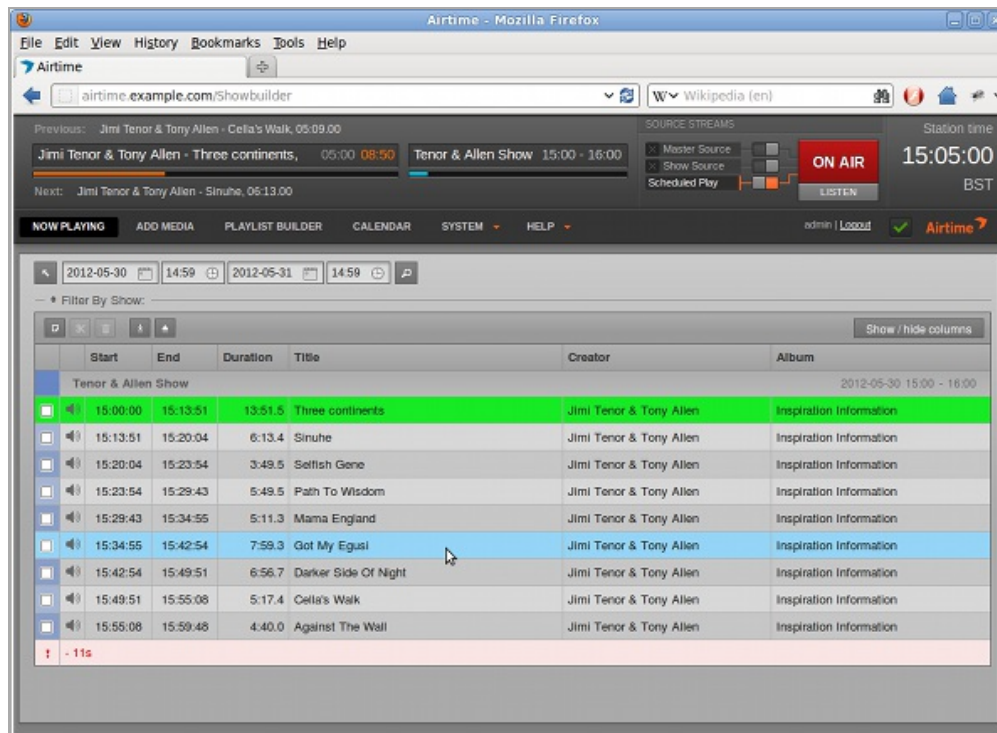 Airtime - Mozilla Firefox
File Edit View History Bookmarks Tools Help
Airtime
airtime.example.com/Showbuilder
W Wikipedia (en)
Previous: Jimi Tenor & Tony Allen - Cella's Walk, 05:09.00
SOURCE STREAMS
Station time
Jimi Tenor & Tony Allen - Three continents, 05:00 08:50
Tenor & Allen Show 15:00 - 16:00
Master Source
Show Source
Scheduled Play
ON AIR
LISTEN
15:05:00
BST
Next: Jimi Tenor & Tony Allen - Sinuhe, 06:13.00
NOW PLAYING ADD MEDIA PLAYLIST BUILDER CALENDAR SYSTEM HELP admin | Logout Airtime
2012-05-30 14:59 2012-05-31 14:59
Filter By Show:
Show / hide columns
Start End Duration Title Creator Album
Tenor & Allen Show 2012-05-30 15:00 - 16:00
15:00:00 15:13:51 13:51.5 Three continents Jimi Tenor & Tony Allen Inspiration Information
15:13:51 15:20:04 6:13.4 Sinuhe Jimi Tenor & Tony Allen Inspiration Information
15:20:04 15:23:54 3:49.5 Selfish Gene Jimi Tenor & Tony Allen Inspiration Information
15:23:54 15:29:43 5:49.5 Path To Wisdom Jimi Tenor & Tony Allen Inspiration Information
15:29:43 15:34:55 5:11.3 Mama England Jimi Tenor & Tony Allen Inspiration Information
15:34:55 15:42:54 7:59.3 Got My Egusi Jimi Tenor & Tony Allen Inspiration Information
15:42:54 15:49:51 6:56.7 Darker Side Of Night Jimi Tenor & Tony Allen Inspiration Information
15:49:51 15:55:08 5:17.4 Cella's Walk Jimi Tenor & Tony Allen Inspiration Information
15:55:08 15:59:48 4:40.0 Against The Wall Jimi Tenor & Tony Allen Inspiration Information
! - 11s